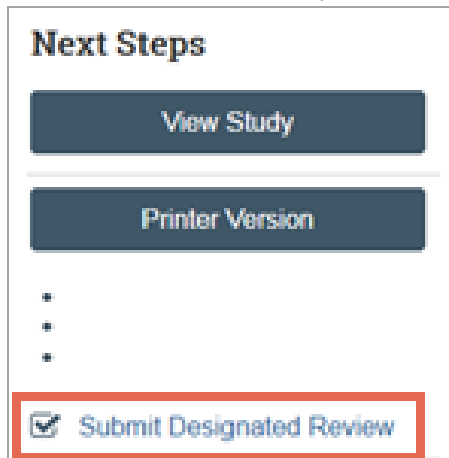 Next Steps
View Study
Printer Version
Submit Designated Review